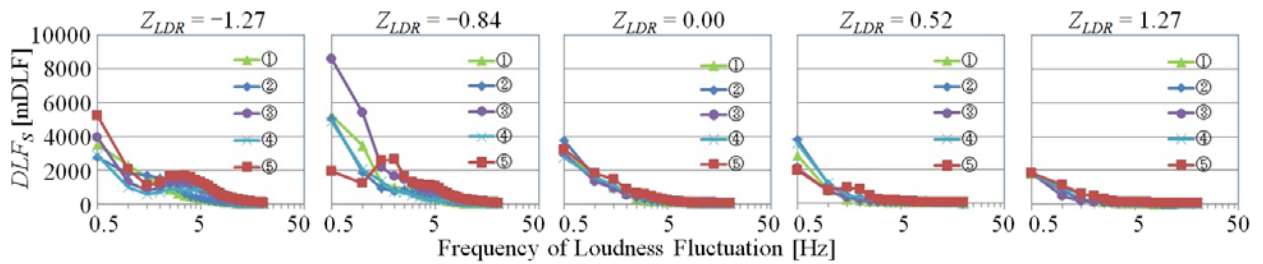 Z_LDR = −1.27 Z_LDR = −0.84 Z_LDR = 0.00 Z_LDR = 0.52 Z_LDR = 1.27
DLF_S [mDLF]
10000
8000
6000
4000
2000
0
① ② ③ ④ ⑤
① ② ③ ④ ⑤
① ② ③ ④ ⑤
① ② ③ ④ ⑤
① ② ③ ④ ⑤
0.5 5 50 0.5 5 50 0.5 5 50 0.5 5 50 0.5 5 50
Frequency of Loudness Fluctuation [Hz]